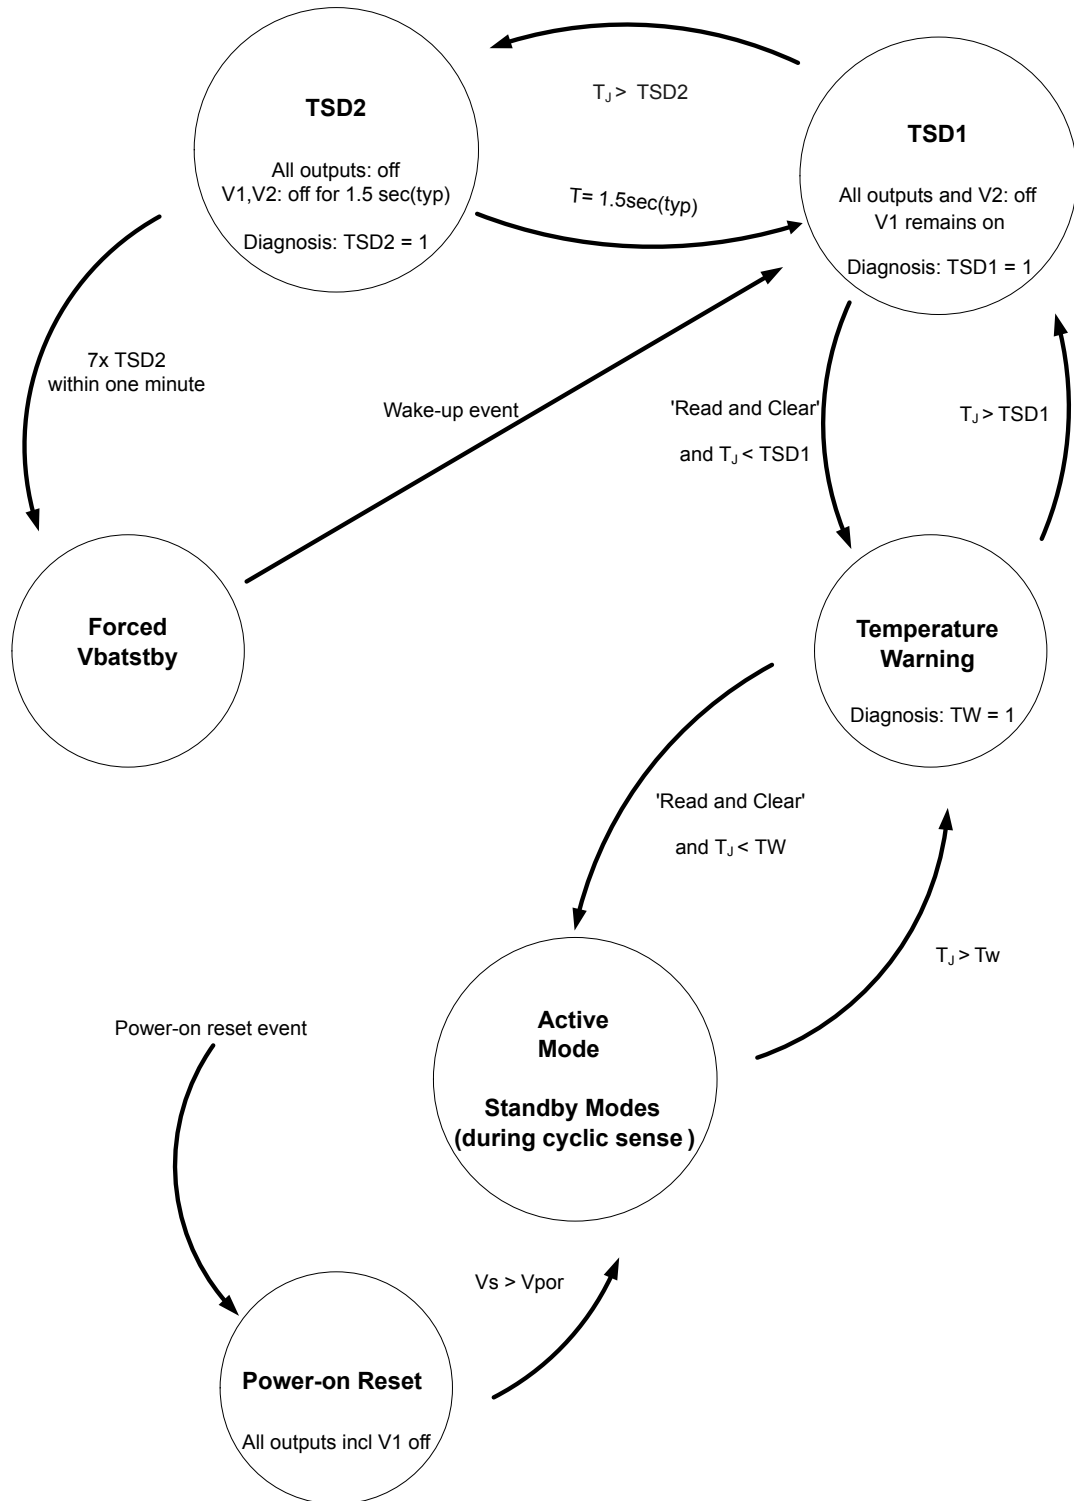 TSD2
All outputs: off
V1,V2: off for 1.5 sec(typ)
Diagnosis: TSD2 = 1
TJ > TSD2
T= 1.5sec(typ)
TSD1
All outputs and V2: off
V1 remains on
Diagnosis: TSD1 = 1
7x TSD2
within one minute
Wake-up event
'Read and Clear'
and TJ < TSD1
TJ > TSD1
Forced
Vbatstby
Temperature
Warning
Diagnosis: TW = 1
'Read and Clear'
and TJ < TW
TJ > Tw
Active
Mode
Standby Modes
(during cyclic sense )
Power-on reset event
Vs > Vpor
Power-on Reset
All outputs incl V1 off